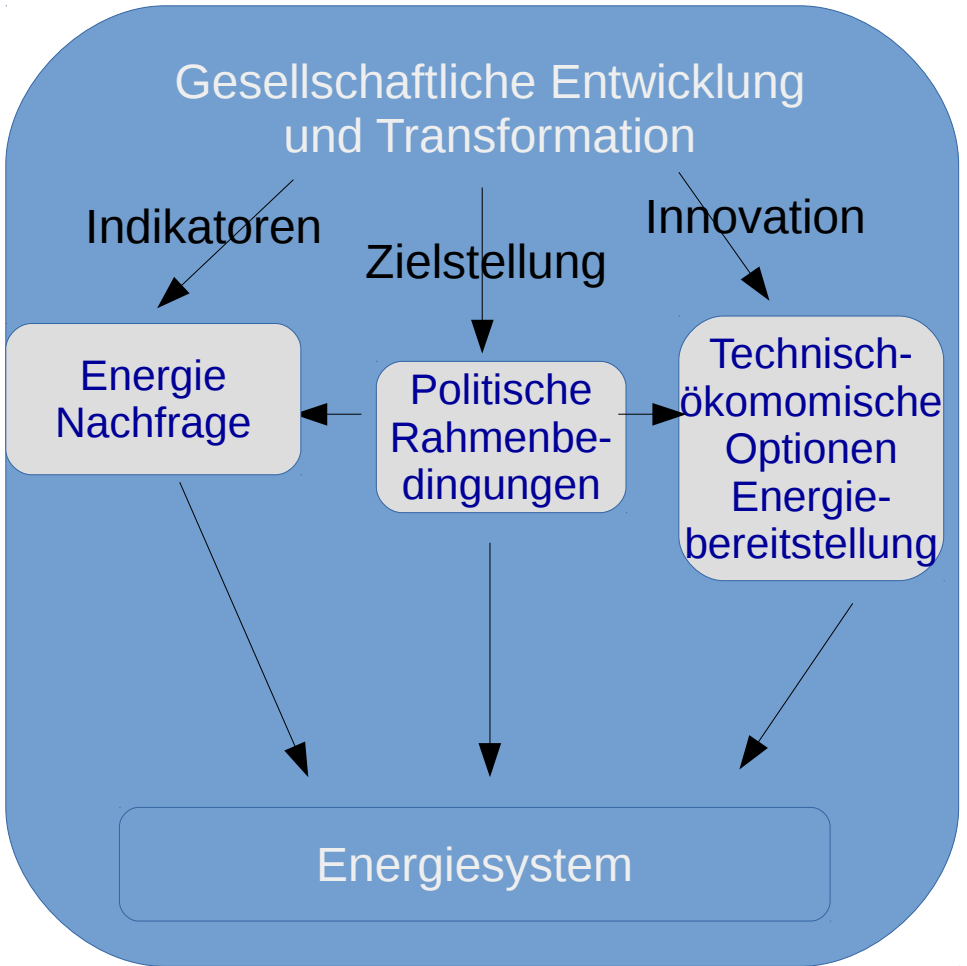 Gesellschaftliche Entwicklung
und Transformation
Indikatoren
Zielstellung
Innovation
Energie
Nachfrage
Politische
Rahmenbe-
dingungen
Technisch-
ökomomische
Optionen
Energie-
bereitstellung
Energiesystem